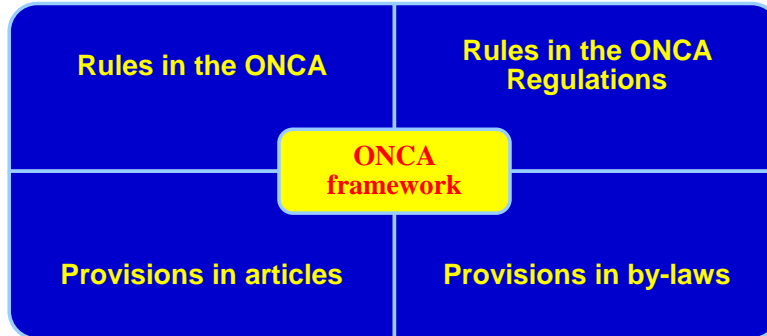 Rules in the ONCA
Rules in the ONCA
Regulations
ONCA
framework
Provisions in articles
Provisions in by-laws